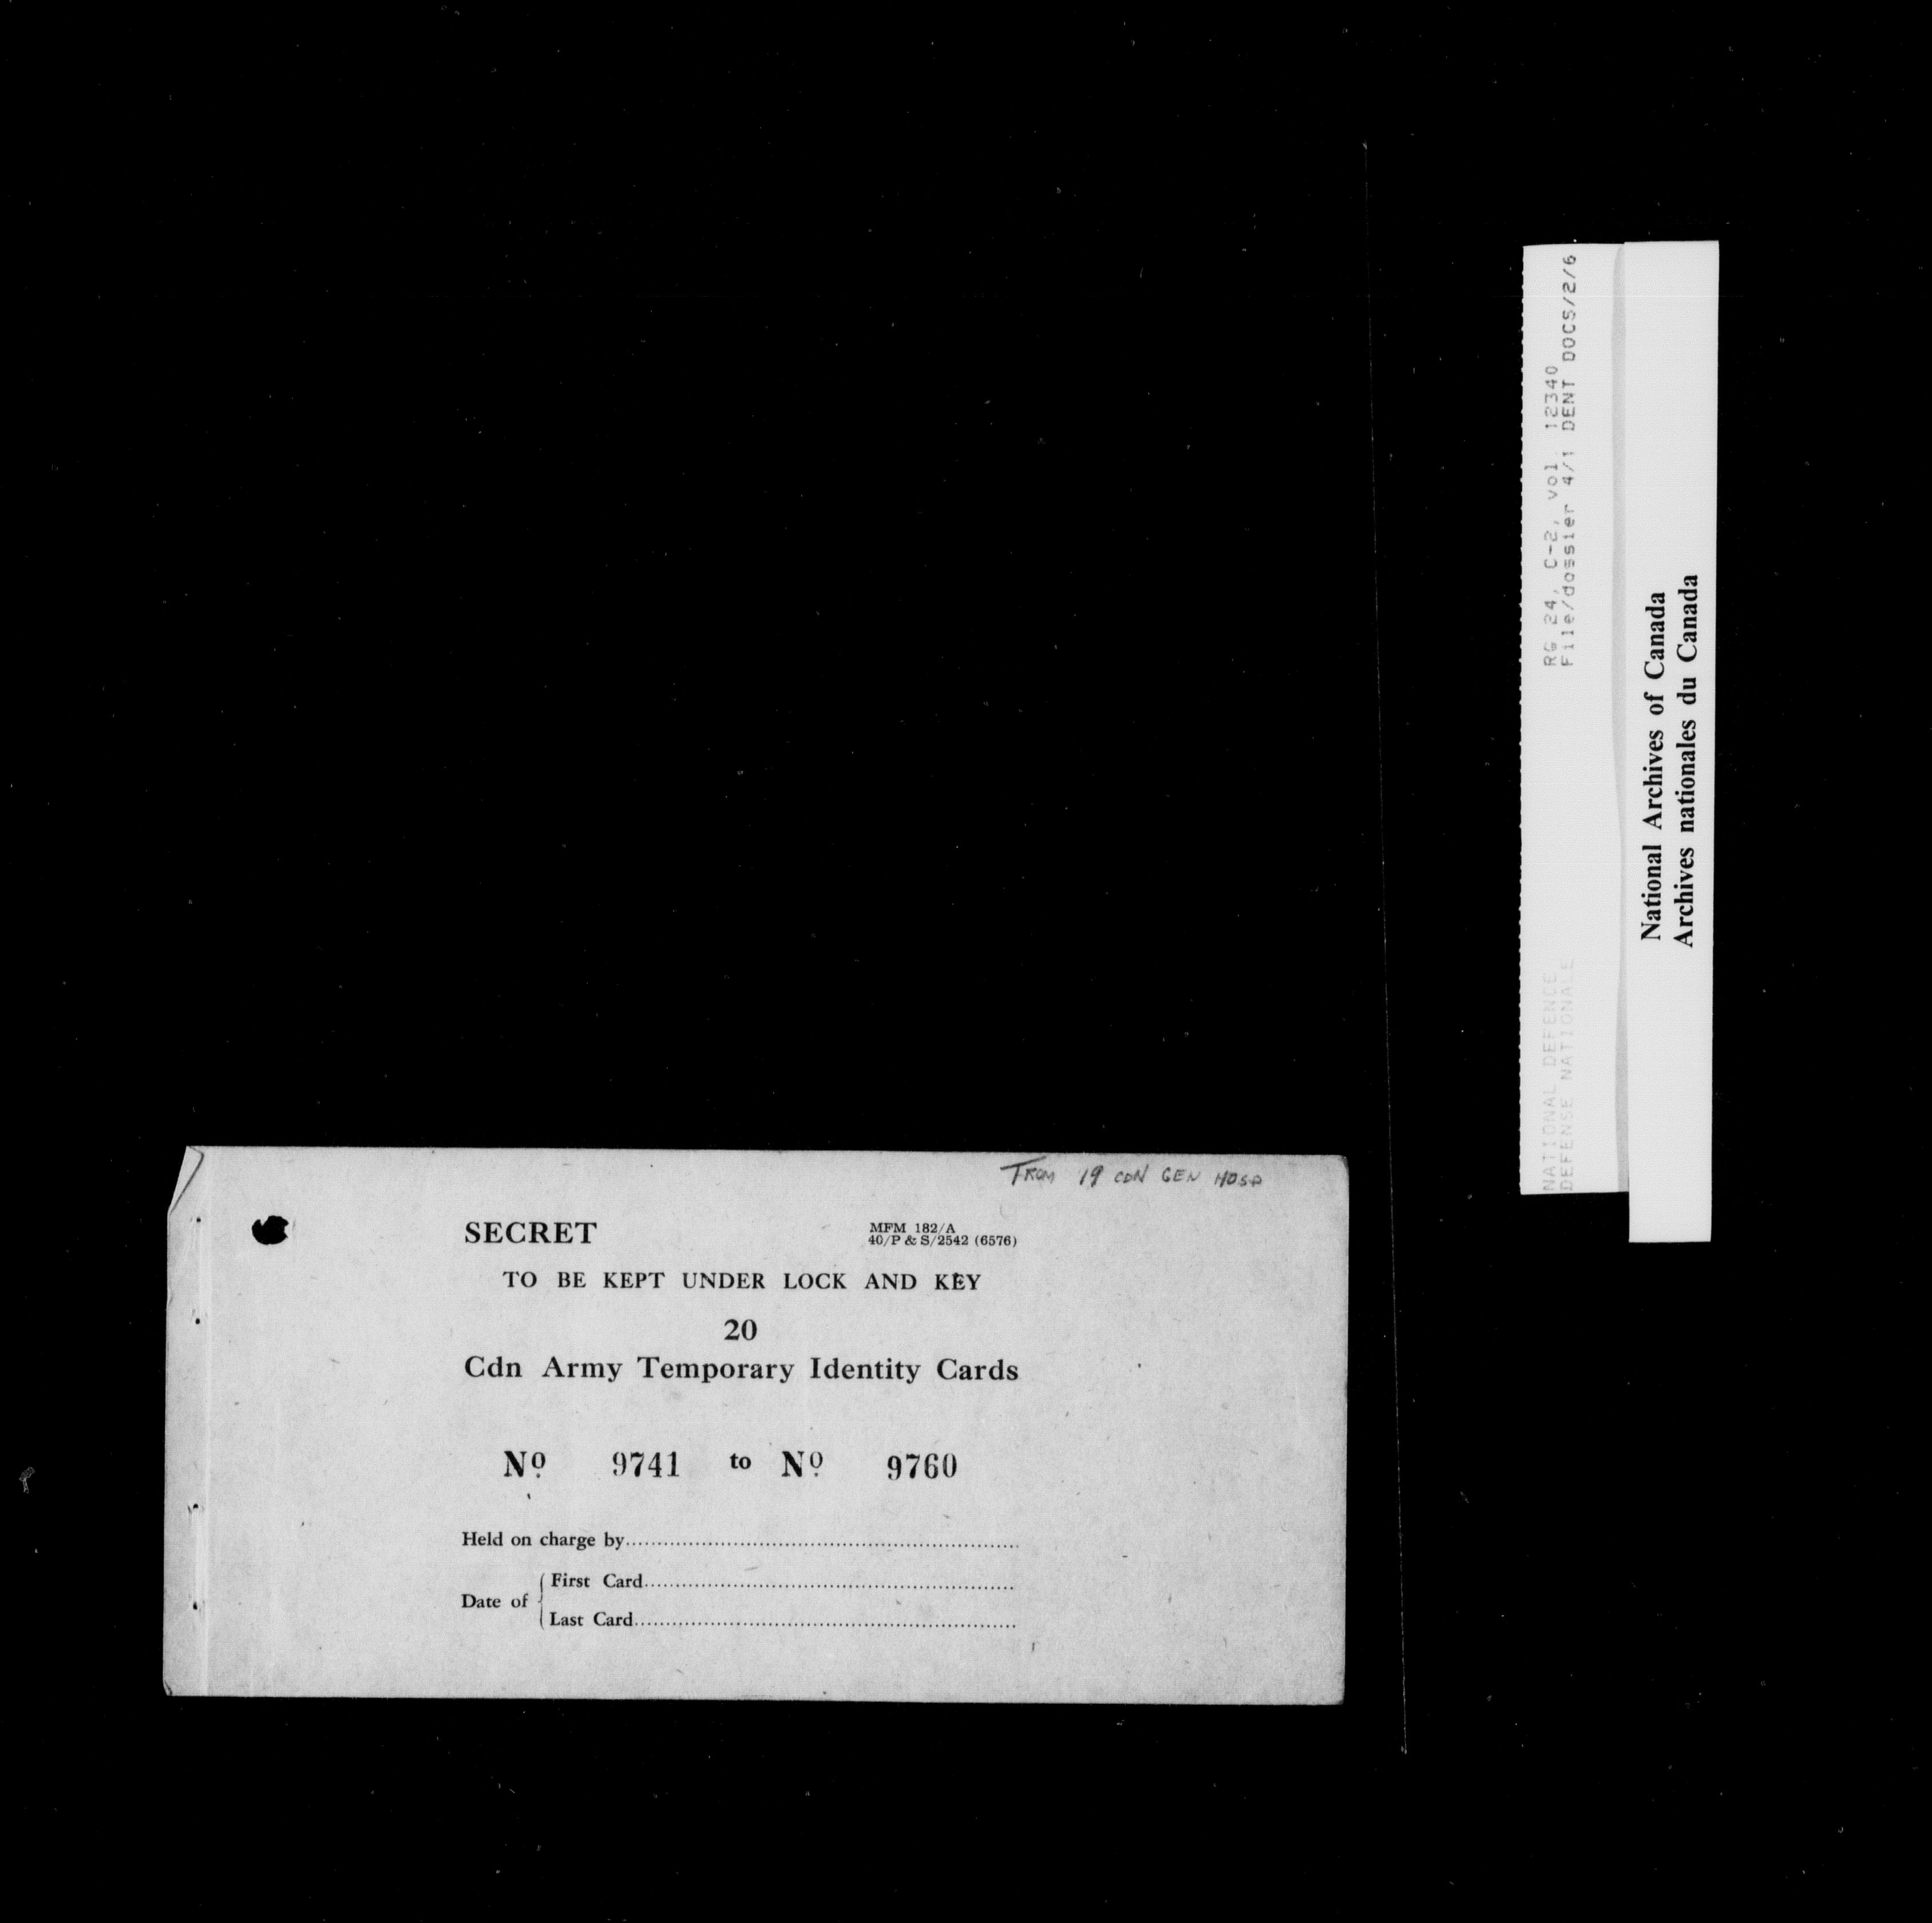 FROM 19 CDN GEN HOSP
SECRET
MFM 182/A
40/P & S/2542 (6576)
TO BE KEPT UNDER LOCK AND KEY
20
Cdn Army Temporary Identity Cards
Nº 9741 to Nº 9760
Held on charge by
Date of
First Card
Last Card
NATIONAL DEFENCE RG 24, C-2, vol. 12340
DEFENSE NATIONALE File/dossier 4/1 DENT DOCS/2/6
National Archives of Canada
Archives nationales du Canada